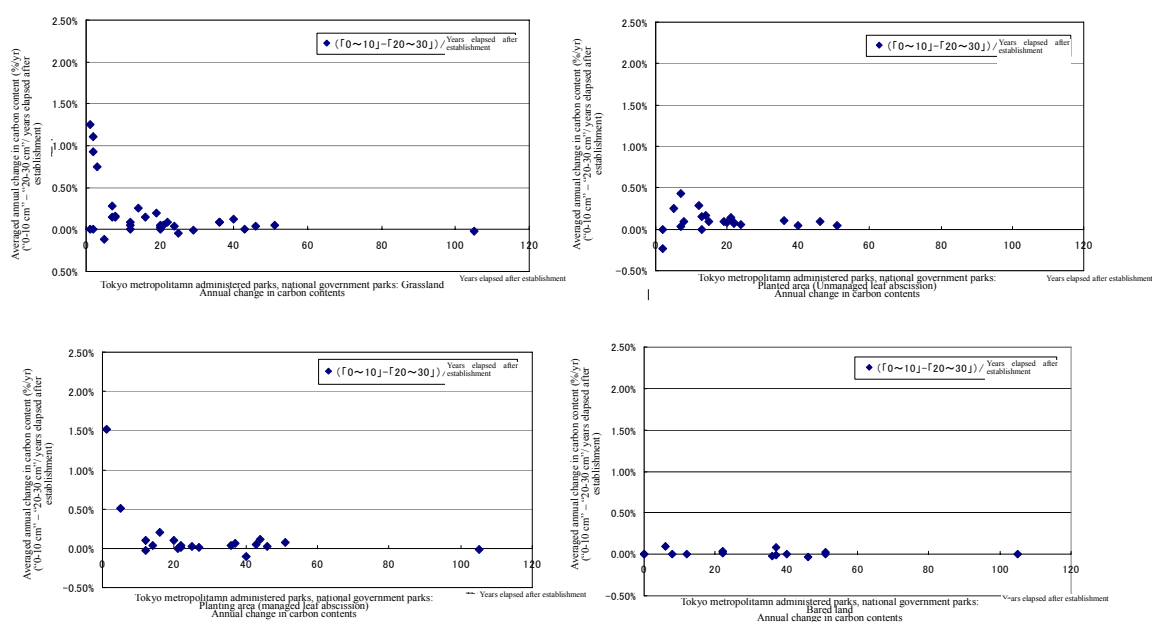 Averaged annual change in carbon content (%/yr)
("0-10 cm" – "20-30 cm"/ years elapsed after
establishment)
2.50%
2.00%
1.50%
1.00%
0.50%
0.00%
0.50%
0
20
40
60
80
100
120
(「0～10」-「20～30」)/
Years elapsed after
establishment
Years elapsed after establishment
Tokyo metropolitamn administered parks, national government parks: Grassland
Annual change in carbon contents
Averaged annual change in carbon content (%/yr)
("0-10 cm" – "20-30 cm"/ years elapsed after
establishment)
2.50%
2.00%
1.50%
1.00%
0.50%
0.00%
−0.50%
0
20
40
60
80
100
120
(「0～10」-「20～30」)/
Years elapsed after
establishment
Years elapsed after establishment
Tokyo metropolitamn administered parks, national government parks:
Planted area (Unmanaged leaf abscission)
Annual change in carbon contents
Averaged annual change in carbon content (%/yr)
("0-10 cm" – "20-30 cm"/ years elapsed after
establishment)
2.50%
2.00%
1.50%
1.00%
0.50%
0.00%
−0.50%
0
20
40
60
80
100
120
(「0～10」-「20～30」)/
Years elapsed after
establishment
Years elapsed after establishment
Tokyo metropolitamn administered parks, national government parks:
Planting area (managed leaf abscission)
Annual change in carbon contents
Averaged annual change in carbon content (%/yr)
("0-10 cm" – "20-30 cm"/ years elapsed after
establishment)
2.50%
2.00%
1.50%
1.00%
0.50%
0.00%
−0.50%
0
20
40
60
80
100
120
(「0～10」-「20～30」)/
Years elapsed after
establishment
Years elapsed after establishment
Tokyo metropolitamn administered parks, national government parks:
Bared land
Annual change in carbon contents